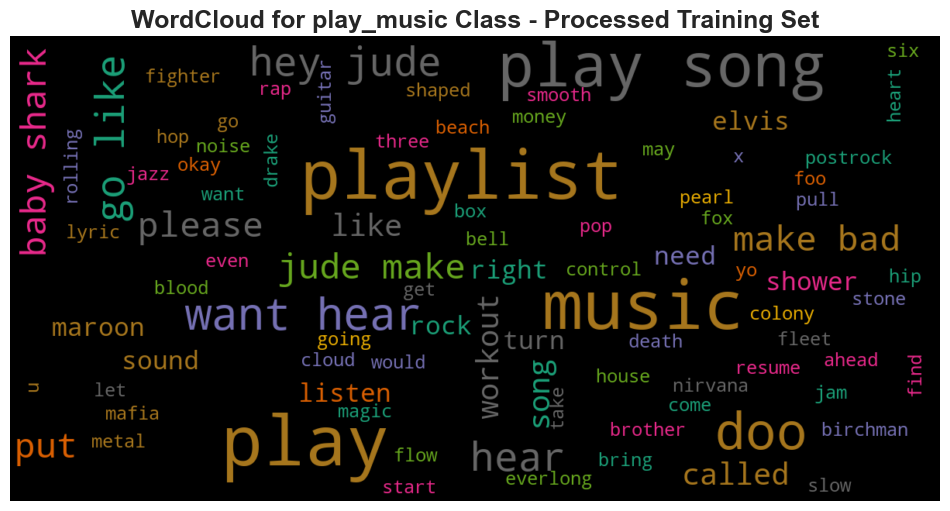 WordCloud for play_music Class - Processed Training Set
baby shark
go like
fighter
hey jude
play song
six
rap
guitar
shaped
smooth
heart
rolling
hop
go
noise
drake
beach
three
money
elvis
may
x
postrock
jazz
okay
want
playlist
foo
pearl
pull
lyric
please
like
box
bell
pop
fox
make bad
even
jude make
right
control
need
yo
shower
hip
blood
get
want hear
rock
music
colony
stone
maroon
going
workout
turn
death
fleet
sound
cloud
would
song
take
house
nirvana
resume
ahead
find
u
let
listen
magic
come
jam
mafia
put
metal
play
flow
hear
brother
doo
birchman
bring
start
everlong
called
slow